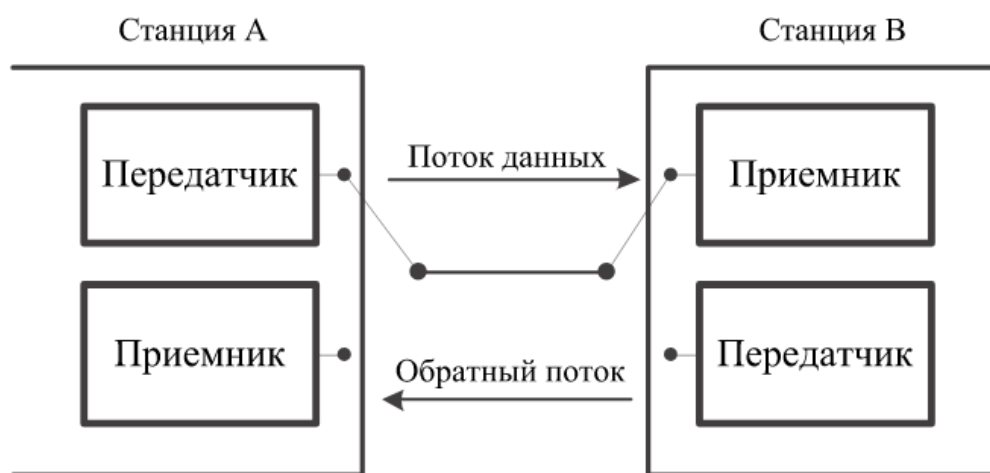 Станция А
Станция В
Передатчик
Поток данных
Приемник
Приемник
Обратный поток
Передатчик